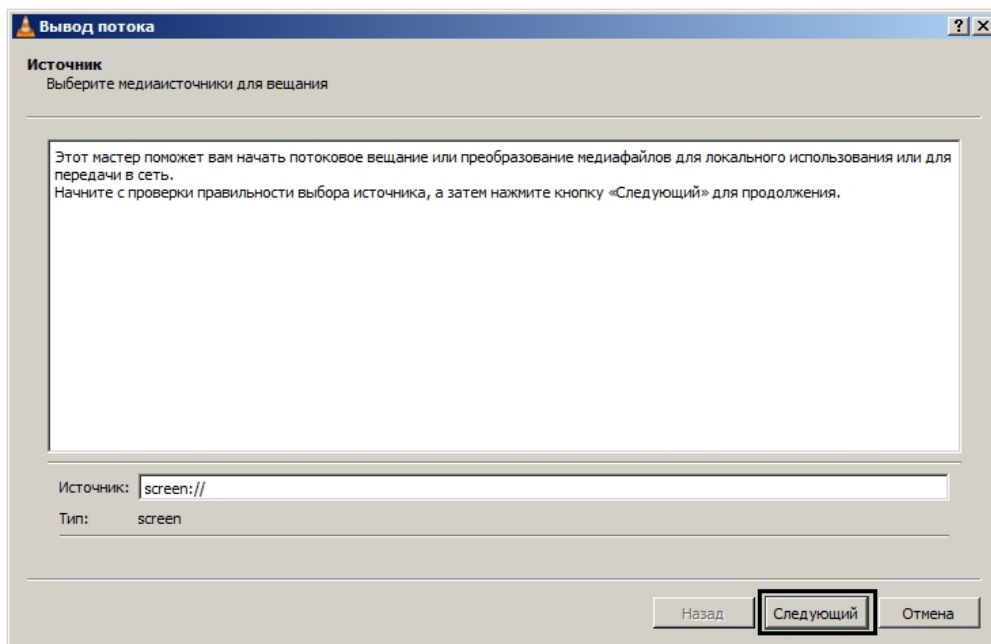 Вывод потока
Источник
Выберите медиаисточники для вещания
Этот мастер поможет вам начать потоковое вещание или преобразование медиафайлов для локального использования или для
передачи в сеть.
Начните с проверки правильности выбора источника, а затем нажмите кнопку «Следующий» для продолжения.
Источник: screen://
Тип: screen
Назад Следующий Отмена